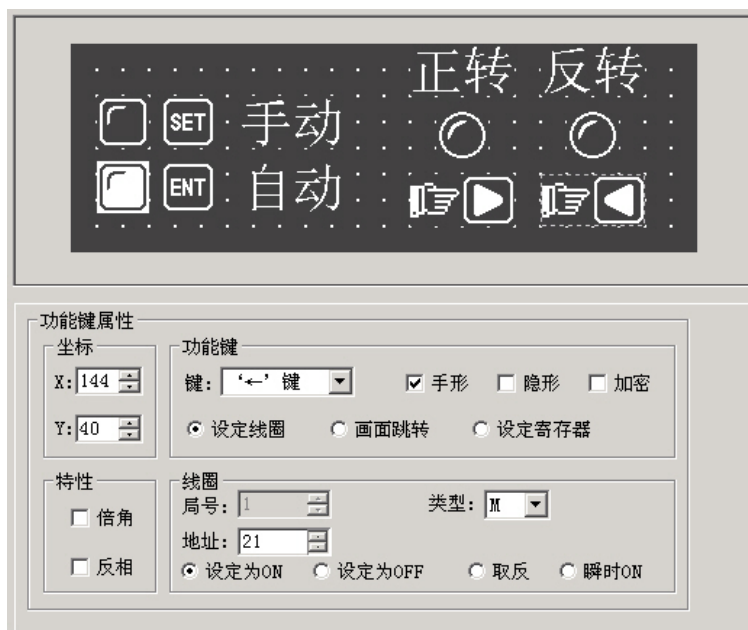 正转 反转
SET 手动
ENT 自动
功能键属性
坐标
X: 144
Y: 40
功能键
键: ‘←’ 键 手形 隐形 加密
设定线圈 画面跳转 设定寄存器
特性
倍角
反相
线圈
局号: 1 类型: M
地址: 21
设定为ON 设定为OFF 取反 瞬时ON